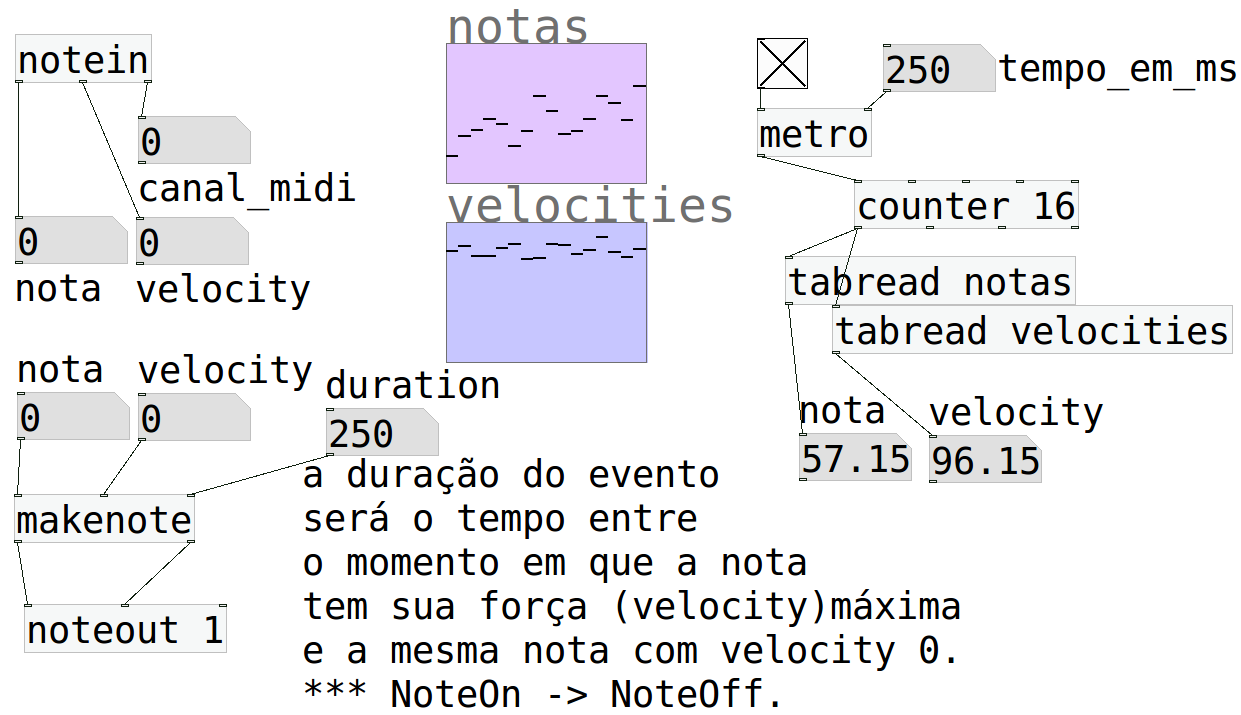 notein
0
canal_midi
0
0
nota
velocity
nota
velocity
0
0
duration
250
makenote
noteout 1
notas
velocities
a duração do evento
será o tempo entre
o momento em que a nota
tem sua força (velocity)máxima
e a mesma nota com velocity 0.
*** NoteOn -> NoteOff.
250
tempo_em_ms
metro
counter 16
tabread notas
tabread velocities
nota
velocity
57.15
96.15